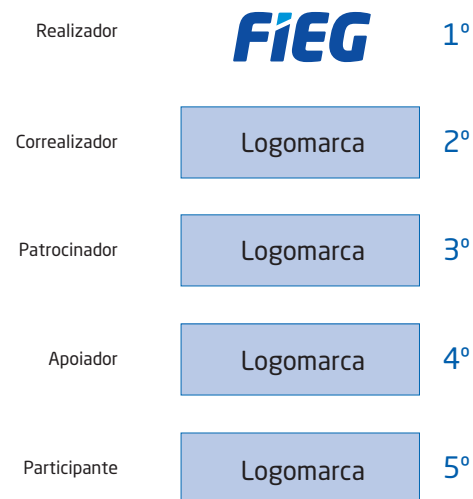 Realizador FiEG 1º
Correalizador Logomarca 2º
Patrocinador Logomarca 3º
Apoiador Logomarca 4º
Participante Logomarca 5º